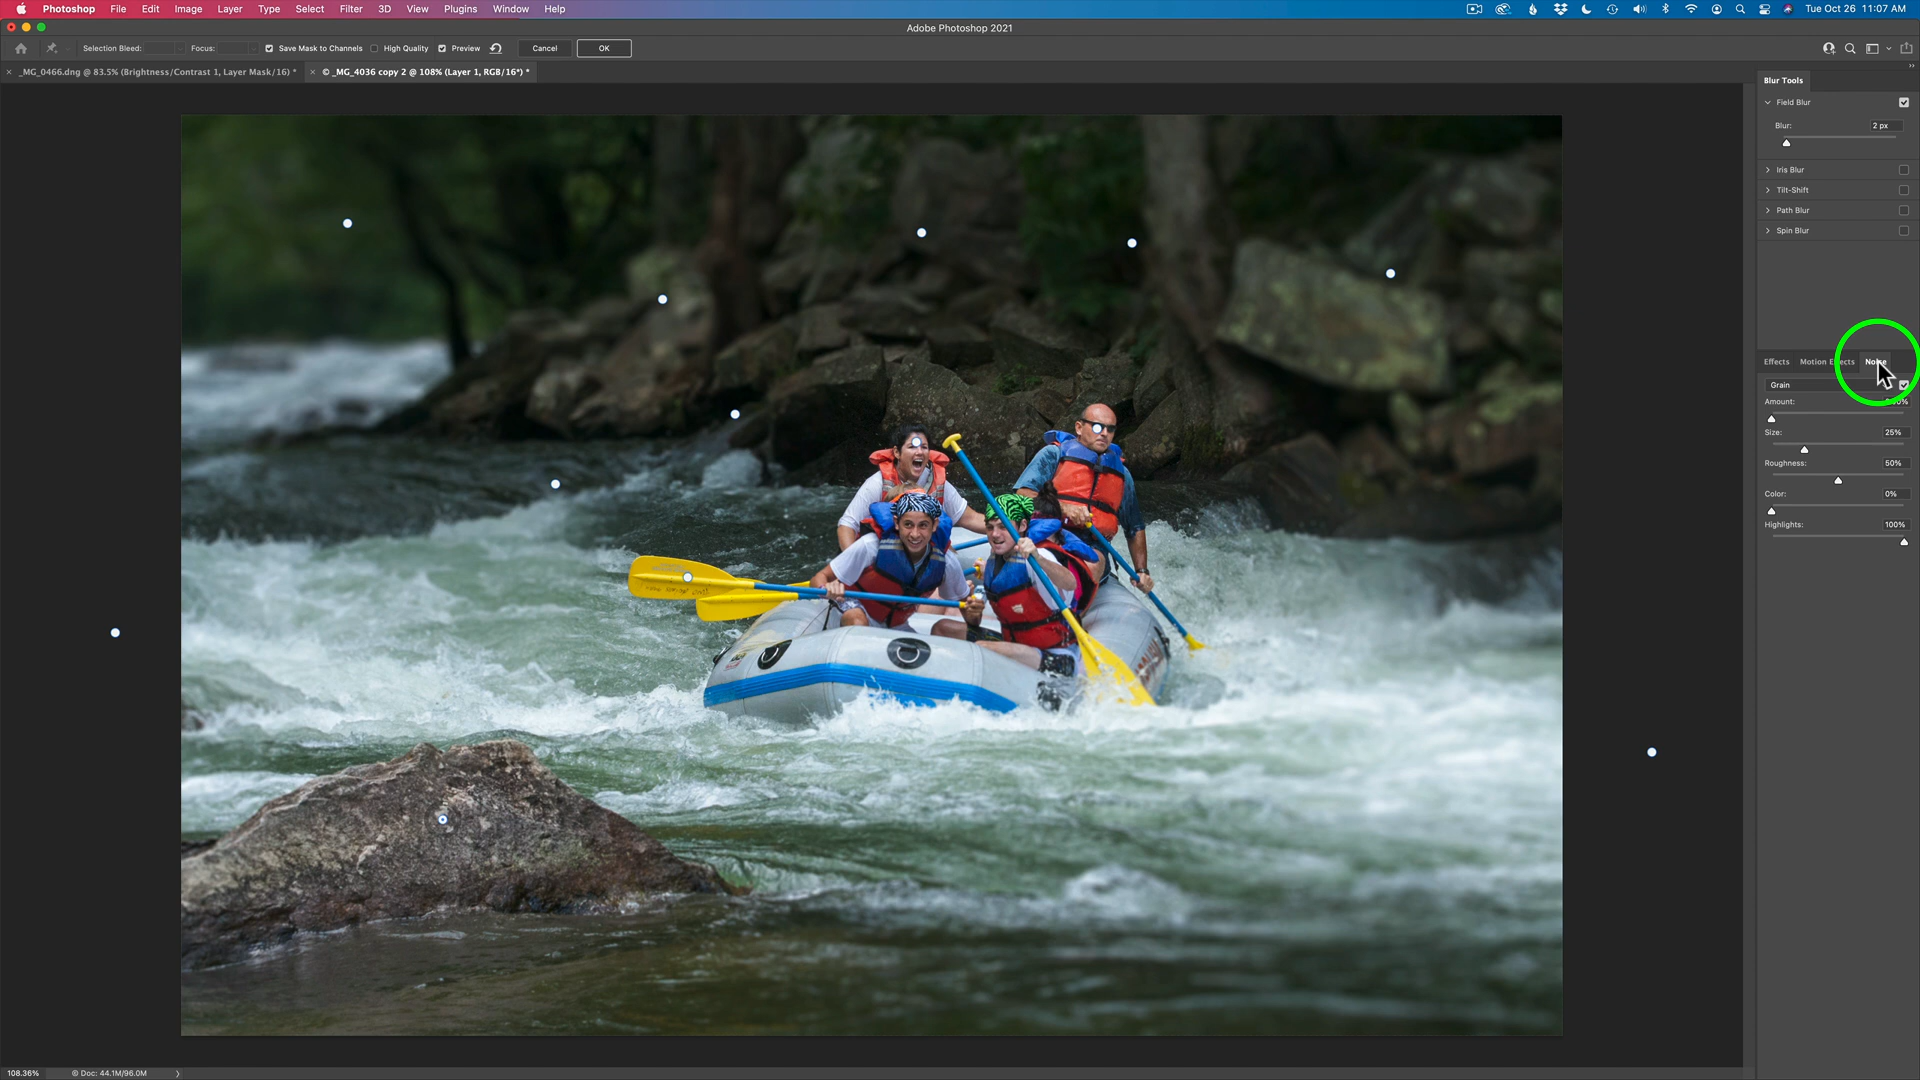 Photoshop File Edit Image Layer Type Select Filter 3D View Plugins Window Help Tue Oct 26 11:07 AM
Adobe Photoshop 2021
Selection Bleed: Focus: Save Mask to Channels High Quality Preview Cancel OK
_MG_0466.dng @ 83.5% (Brightness/Contrast 1, Layer Mask/16) * © _MG_4036 copy 2 @ 108% (Layer 1, RGB/16*) *
Blur Tools
Field Blur
Blur: 2 px
Iris Blur
Tilt-Shift
Path Blur
Spin Blur
Effects Motion Effects Noise
Grain
Amount:
Size: 25%
Roughness: 50%
Color: 0%
Highlights: 100%
108.36% Doc: 44.1M/96.0M